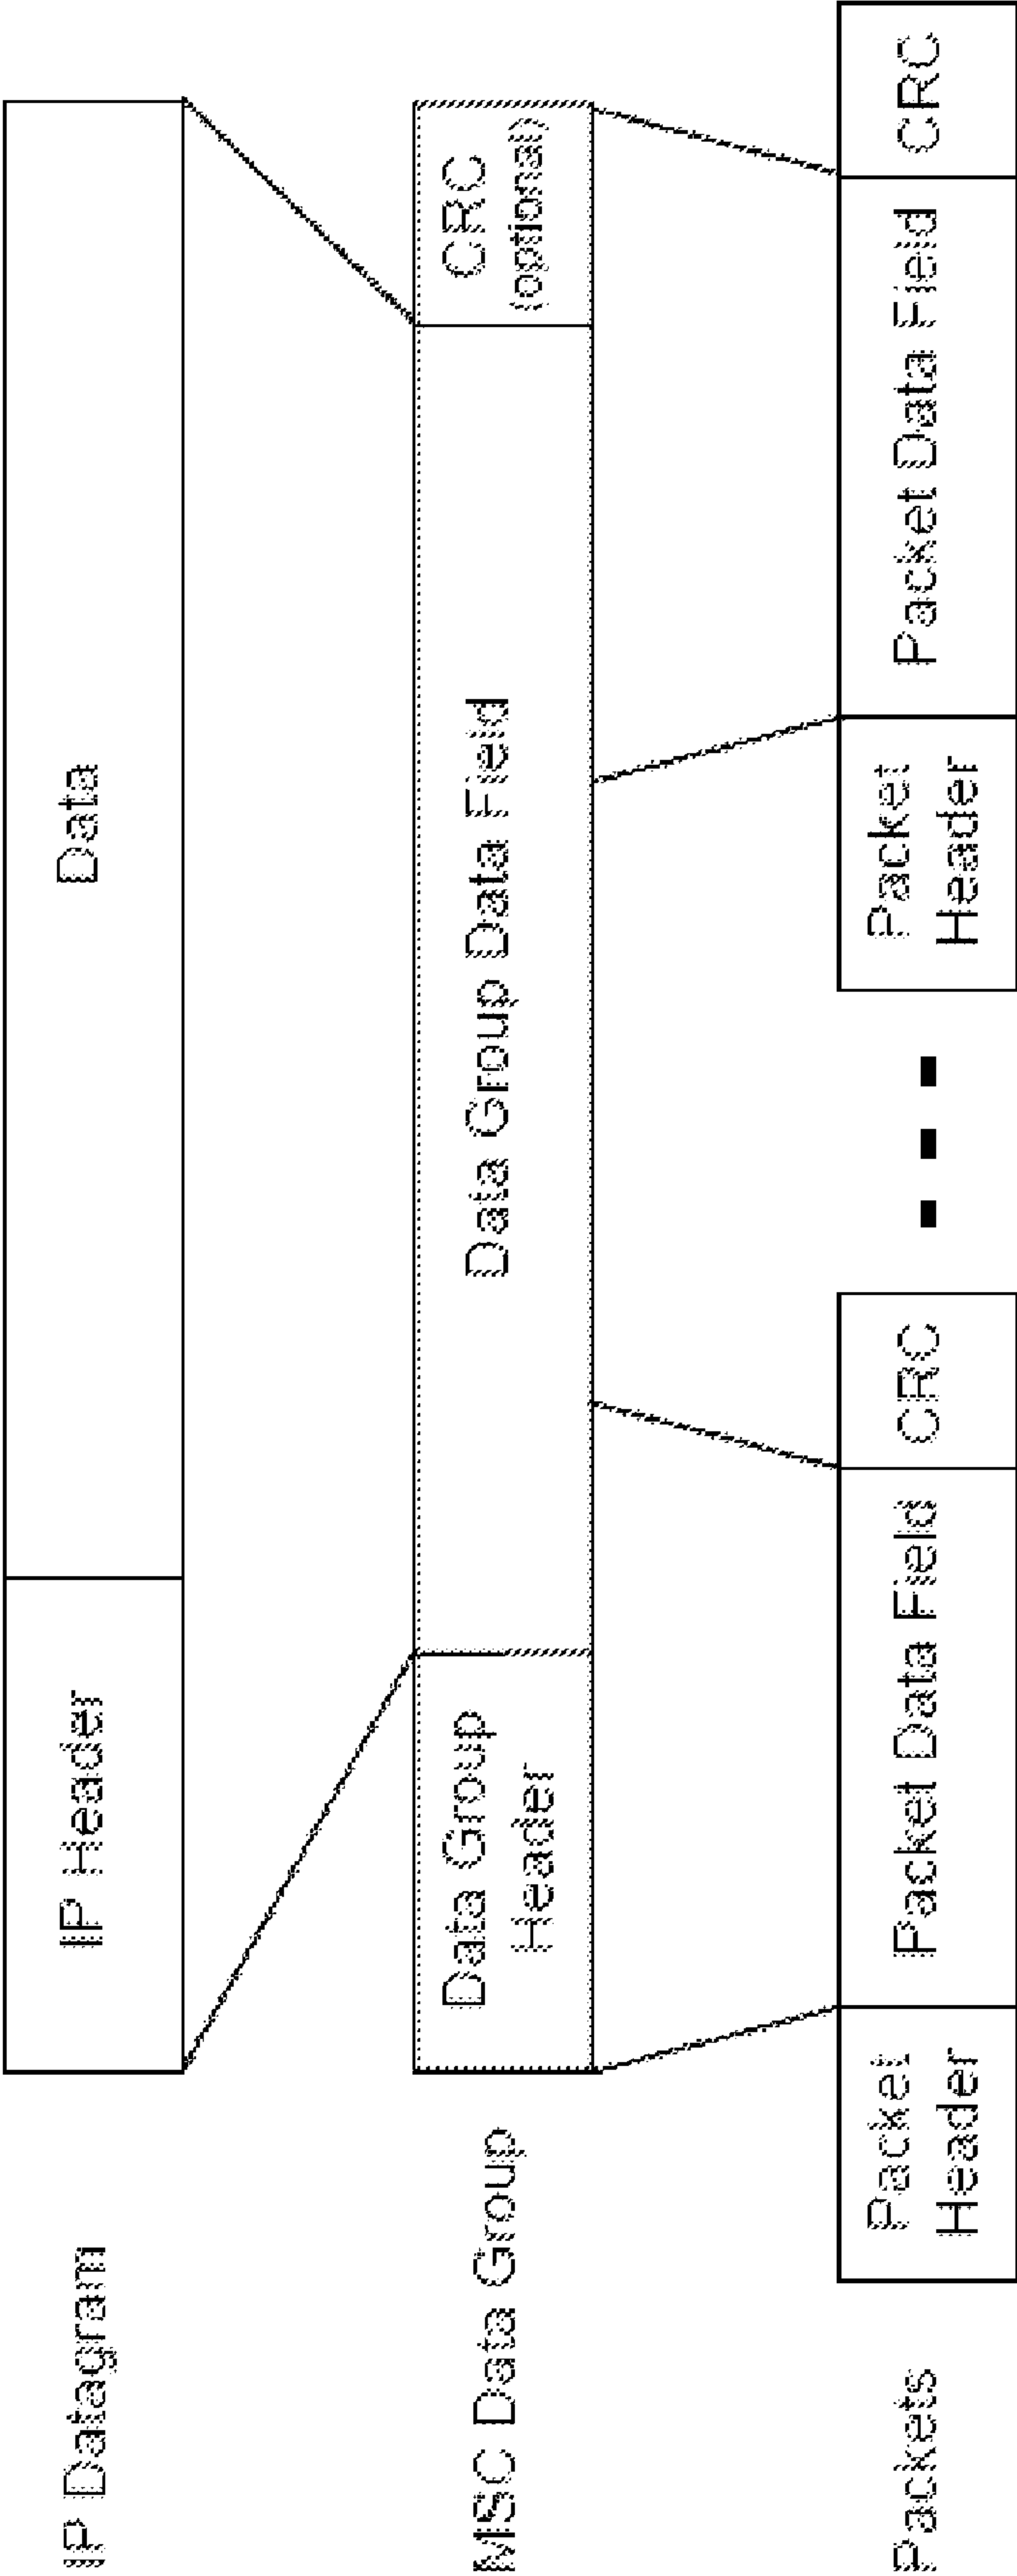 IP Datagram
IP Header
Data
MSC Data Group
Data Group
Header
Data Group Data Field
CRC
(optional)
Packets
Packet
Header
Packet Data Field
CRC
Packet
Header
Packet Data Field
CRC